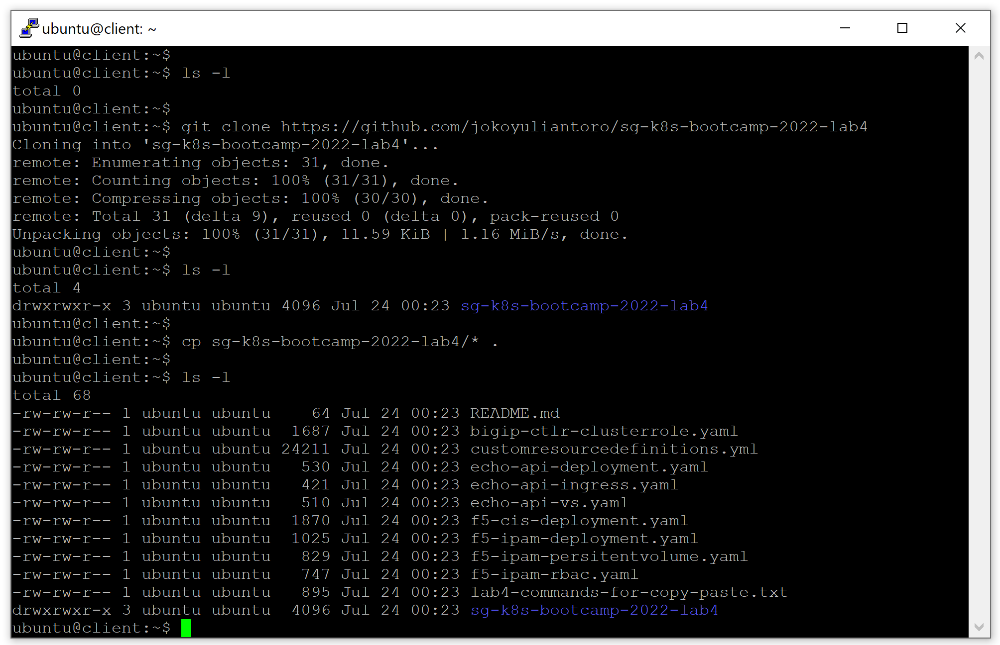 ubuntu@client: ~
ubuntu@client:~$
ubuntu@client:~$ ls -l
total 0
ubuntu@client:~$
ubuntu@client:~$ git clone https://github.com/jokoyuliantoro/sg-k8s-bootcamp-2022-lab4
Cloning into 'sg-k8s-bootcamp-2022-lab4'...
remote: Enumerating objects: 31, done.
remote: Counting objects: 100% (31/31), done.
remote: Compressing objects: 100% (30/30), done.
remote: Total 31 (delta 9), reused 0 (delta 0), pack-reused 0
Unpacking objects: 100% (31/31), 11.59 KiB | 1.16 MiB/s, done.
ubuntu@client:~$
ubuntu@client:~$ ls -l
total 4
drwxrwxr-x 3 ubuntu ubuntu 4096 Jul 24 00:23 sg-k8s-bootcamp-2022-lab4
ubuntu@client:~$
ubuntu@client:~$ cp sg-k8s-bootcamp-2022-lab4/* .
ubuntu@client:~$
ubuntu@client:~$ ls -l
total 68
-rw-rw-r-- 1 ubuntu ubuntu    64 Jul 24 00:23 README.md
-rw-rw-r-- 1 ubuntu ubuntu  1687 Jul 24 00:23 bigip-ctlr-clusterrole.yaml
-rw-rw-r-- 1 ubuntu ubuntu 24211 Jul 24 00:23 customresourcedefinitions.yml
-rw-rw-r-- 1 ubuntu ubuntu   530 Jul 24 00:23 echo-api-deployment.yaml
-rw-rw-r-- 1 ubuntu ubuntu   421 Jul 24 00:23 echo-api-ingress.yaml
-rw-rw-r-- 1 ubuntu ubuntu   510 Jul 24 00:23 echo-api-vs.yaml
-rw-rw-r-- 1 ubuntu ubuntu  1870 Jul 24 00:23 f5-cis-deployment.yaml
-rw-rw-r-- 1 ubuntu ubuntu  1025 Jul 24 00:23 f5-ipam-deployment.yaml
-rw-rw-r-- 1 ubuntu ubuntu   829 Jul 24 00:23 f5-ipam-persitentvolume.yaml
-rw-rw-r-- 1 ubuntu ubuntu   747 Jul 24 00:23 f5-ipam-rbac.yaml
-rw-rw-r-- 1 ubuntu ubuntu   895 Jul 24 00:23 lab4-commands-for-copy-paste.txt
drwxrwxr-x 3 ubuntu ubuntu  4096 Jul 24 00:23 sg-k8s-bootcamp-2022-lab4
ubuntu@client:~$